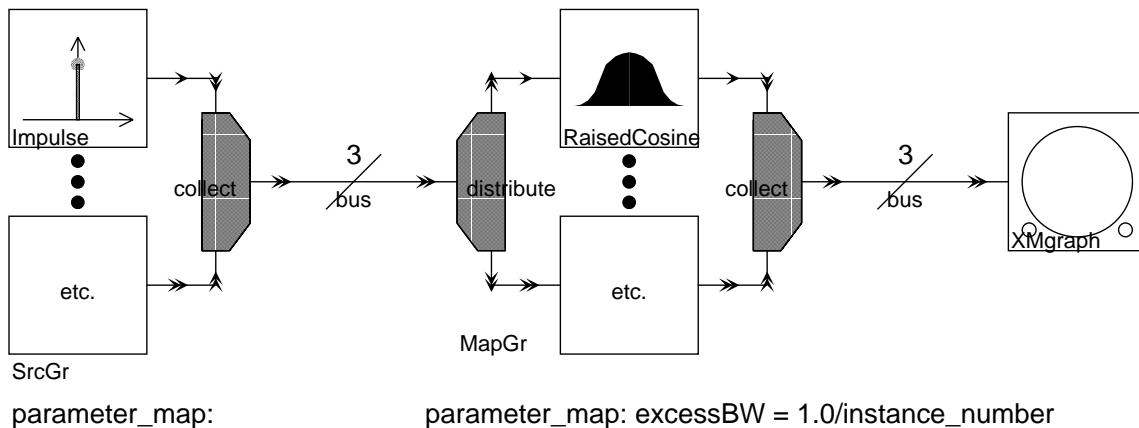 Impulse
RaisedCosine
3
3
collect
distribute
collect
bus
bus
XMgraph
etc.
etc.
MapGr
SrcGr
parameter_map:
parameter_map: excessBW = 1.0/instance_number